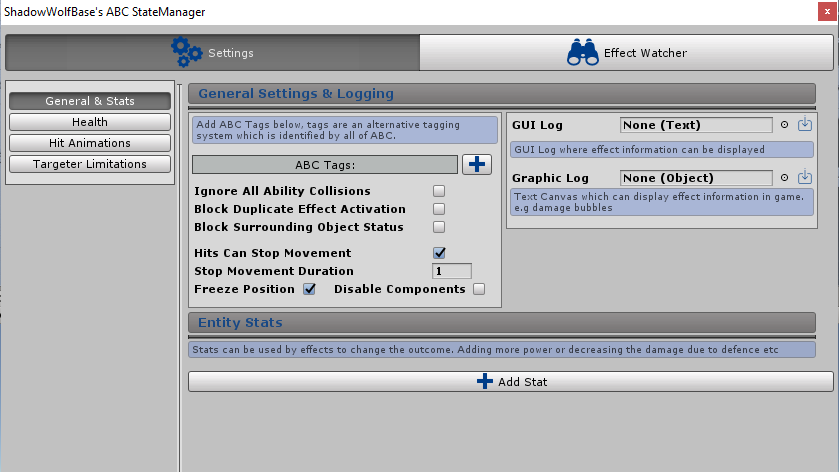 ShadowWolfBase's ABC StateManager
x
Settings
Effect Watcher
General & Stats
Health
Hit Animations
Targeter Limitations
General Settings & Logging
Add ABC Tags below, tags are an alternative tagging
system which is identified by all of ABC.
ABC Tags:
Ignore All Ability Collisions
Block Duplicate Effect Activation
Block Surrounding Object Status
Hits Can Stop Movement
Stop Movement Duration 1
Freeze Position Disable Components
GUI Log None (Text)
GUI Log where effect information can be displayed
Graphic Log None (Object)
Text Canvas which can display effect information in game.
e.g damage bubbles
Entity Stats
Stats can be used by effects to change the outcome. Adding more power or decreasing the damage due to defence etc
Add Stat